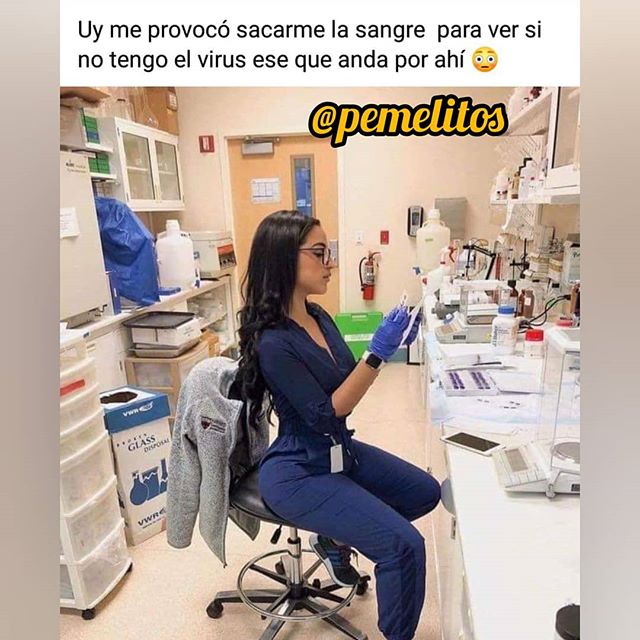 Uy me provocó sacarme la sangre para ver si
no tengo el virus ese que anda por ahí 😳
@pemelitos
VWR
GLASS
DISPOSAL
VWR